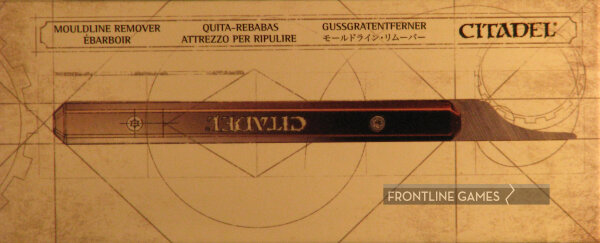 MOULDLINE REMOVER
ÉBARBOIR
QUITA-REBABAS
ATTREZZO PER RIPULIRE
GUSSGRATENTFERNER
モールドライン・リムーバー
CITADEL
CITADEL
FRONTLINE GAMES